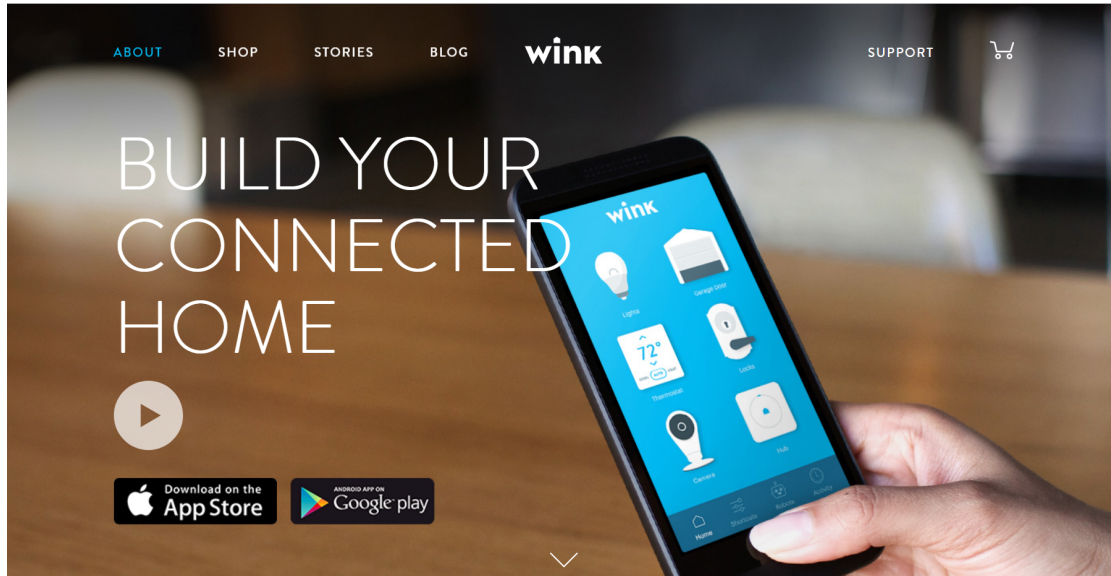 ABOUT
SHOP
STORIES
BLOG
wink
SUPPORT
BUILD YOUR
CONNECTED
HOME
Download on the
App Store
ANDROID APP ON
Google play
wink
Lights
Garage Door
72°
Thermostat
Locks
Camera
Hub
Home
Shortcuts
Robots
Activity